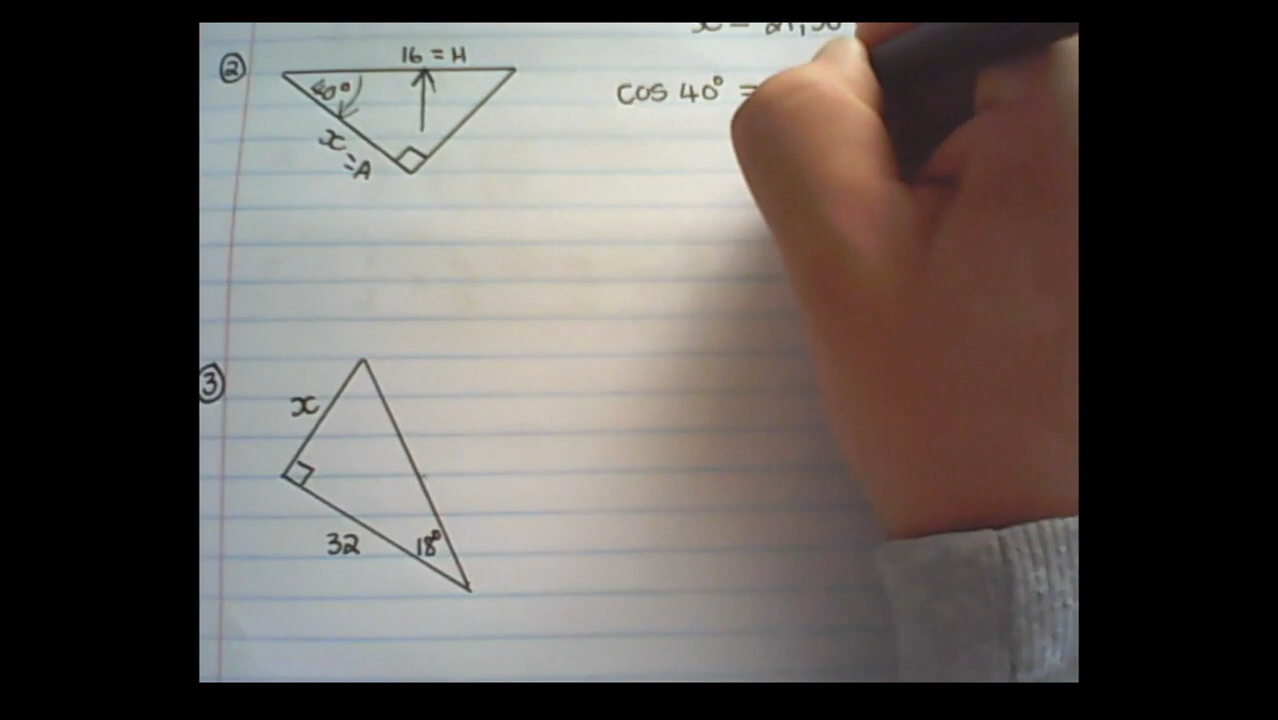 2
16 = H
cos 40° =
40°
x
= A
3
x
32
18°